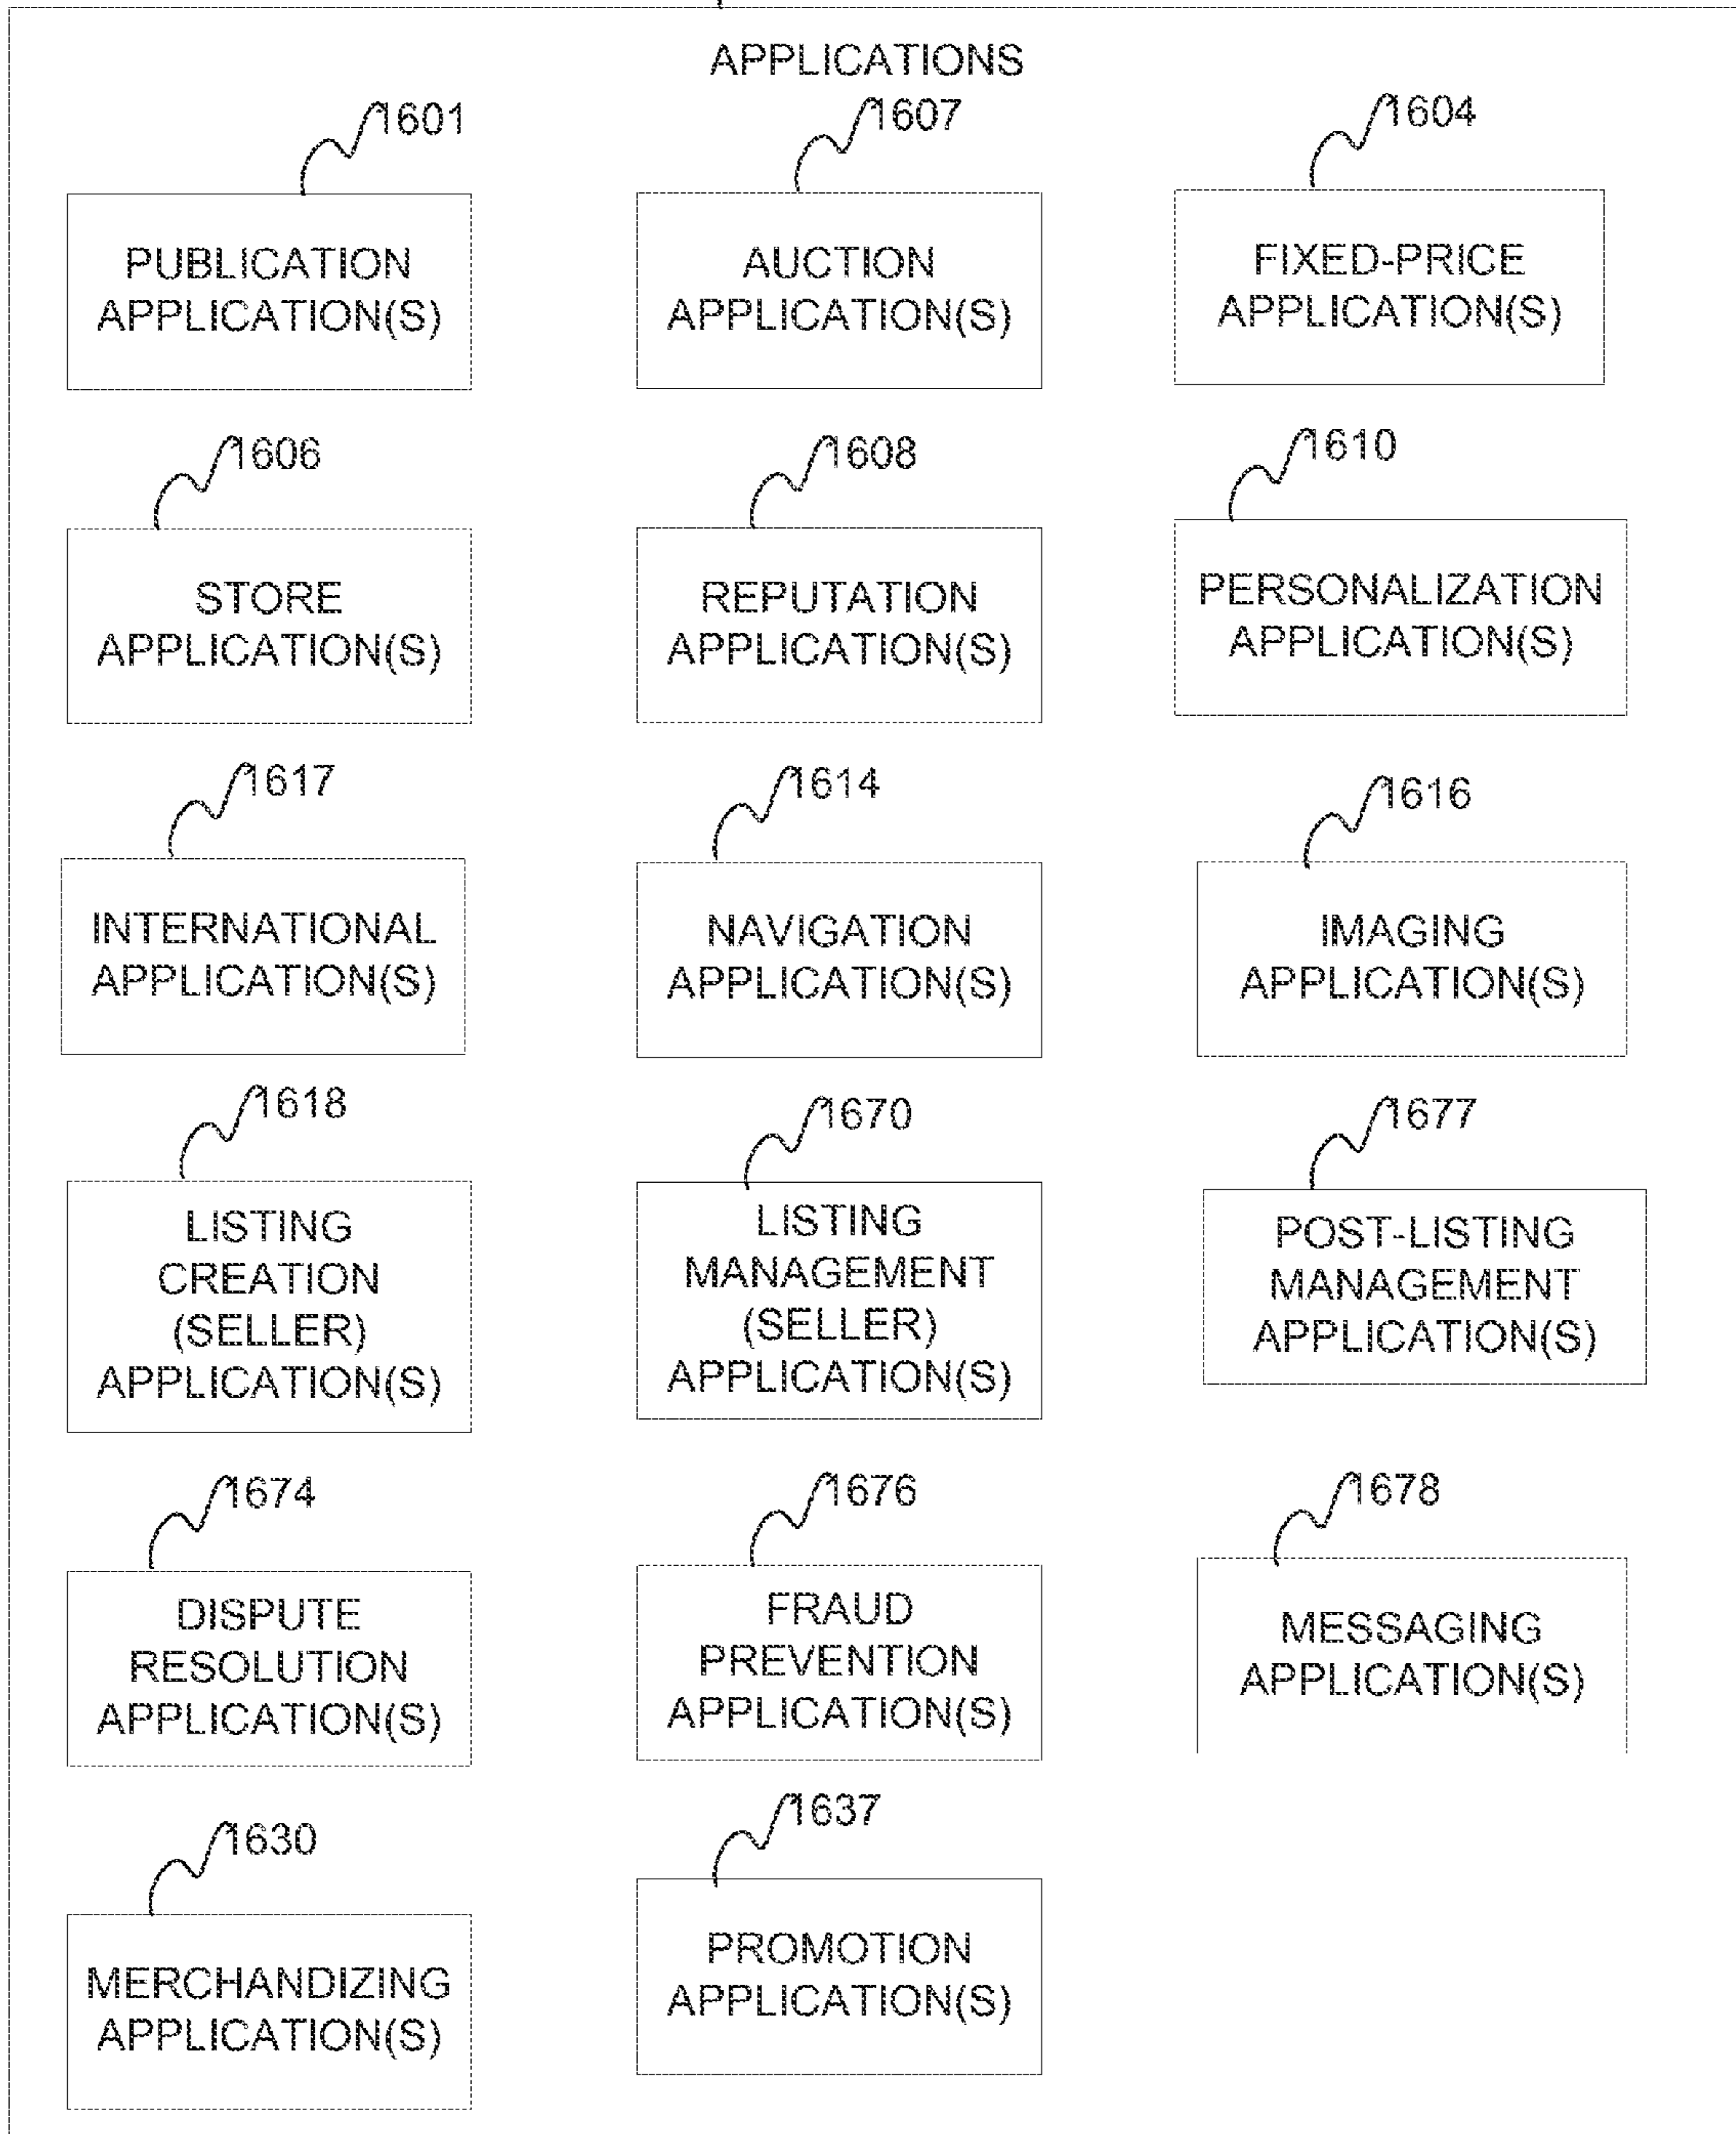 APPLICATIONS
1601
1607
1604
PUBLICATION
APPLICATION(S)
AUCTION
APPLICATION(S)
FIXED-PRICE
APPLICATION(S)
1606
1608
1610
STORE
APPLICATION(S)
REPUTATION
APPLICATION(S)
PERSONALIZATION
APPLICATION(S)
1617
1614
1616
INTERNATIONAL
APPLICATION(S)
NAVIGATION
APPLICATION(S)
IMAGING
APPLICATION(S)
1618
1670
1677
LISTING
CREATION
(SELLER)
APPLICATION(S)
LISTING
MANAGEMENT
(SELLER)
APPLICATION(S)
POST-LISTING
MANAGEMENT
APPLICATION(S)
1674
1676
1678
DISPUTE
RESOLUTION
APPLICATION(S)
FRAUD
PREVENTION
APPLICATION(S)
MESSAGING
APPLICATION(S)
1630
1637
MERCHANDIZING
APPLICATION(S)
PROMOTION
APPLICATION(S)